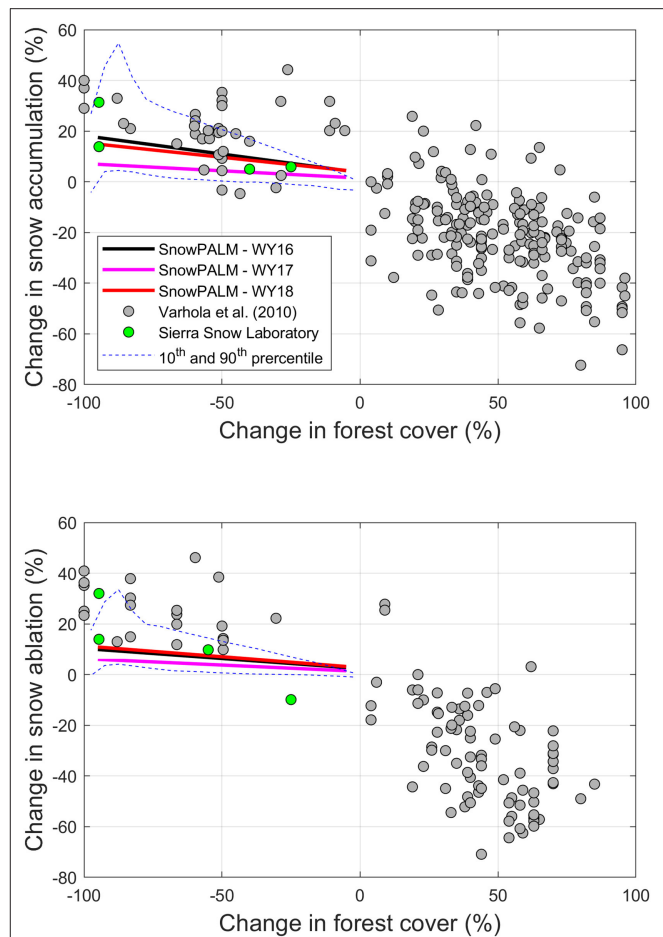 60
40
20
0
-20
-40
-60
-80
Change in snow accumulation (%)
SnowPALM - WY16
SnowPALM - WY17
SnowPALM - WY18
Varhola et al. (2010)
Sierra Snow Laboratory
10th and 90th prercentile
-100 -50 0 50 100
Change in forest cover (%)
60
40
20
0
-20
-40
-60
-80
Change in snow ablation (%)
-100 -50 0 50 100
Change in forest cover (%)